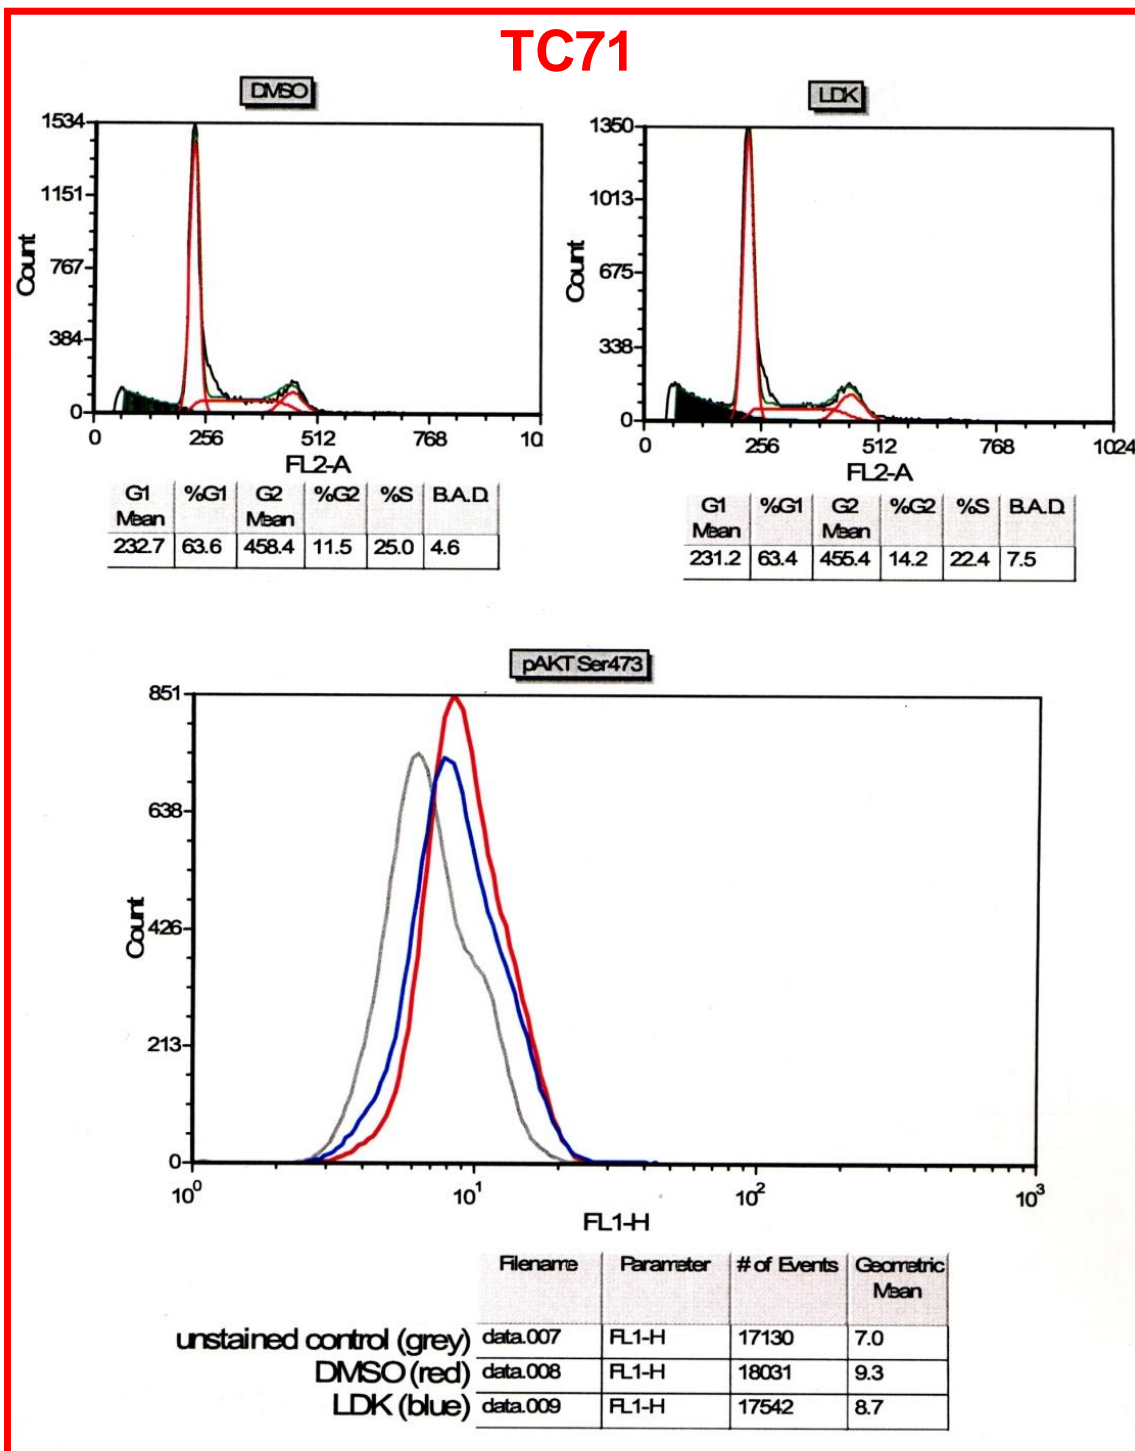 TC71
DMSO
LDK
1534
1151
767
384
0
Count
0 256 512 768 10
FL2-A
1350
1013
675
338
0
Count
0 256 512 768 1024
FL2-A
G1 Mean %G1 G2 Mean %G2 %S B.A.D.
232.7 63.6 458.4 11.5 25.0 4.6
G1 Mean %G1 G2 Mean %G2 %S B.A.D.
231.2 63.4 455.4 14.2 22.4 7.5
pAKT Ser473
851
638
426
213
0
Count
10⁰ 10¹ 10² 10³
FL1-H
Filename Parameter # of Events Geometric Mean
unstained control (grey) data.007 FL1-H 17130 7.0
DMSO (red) data.008 FL1-H 18031 9.3
LDK (blue) data.009 FL1-H 17542 8.7